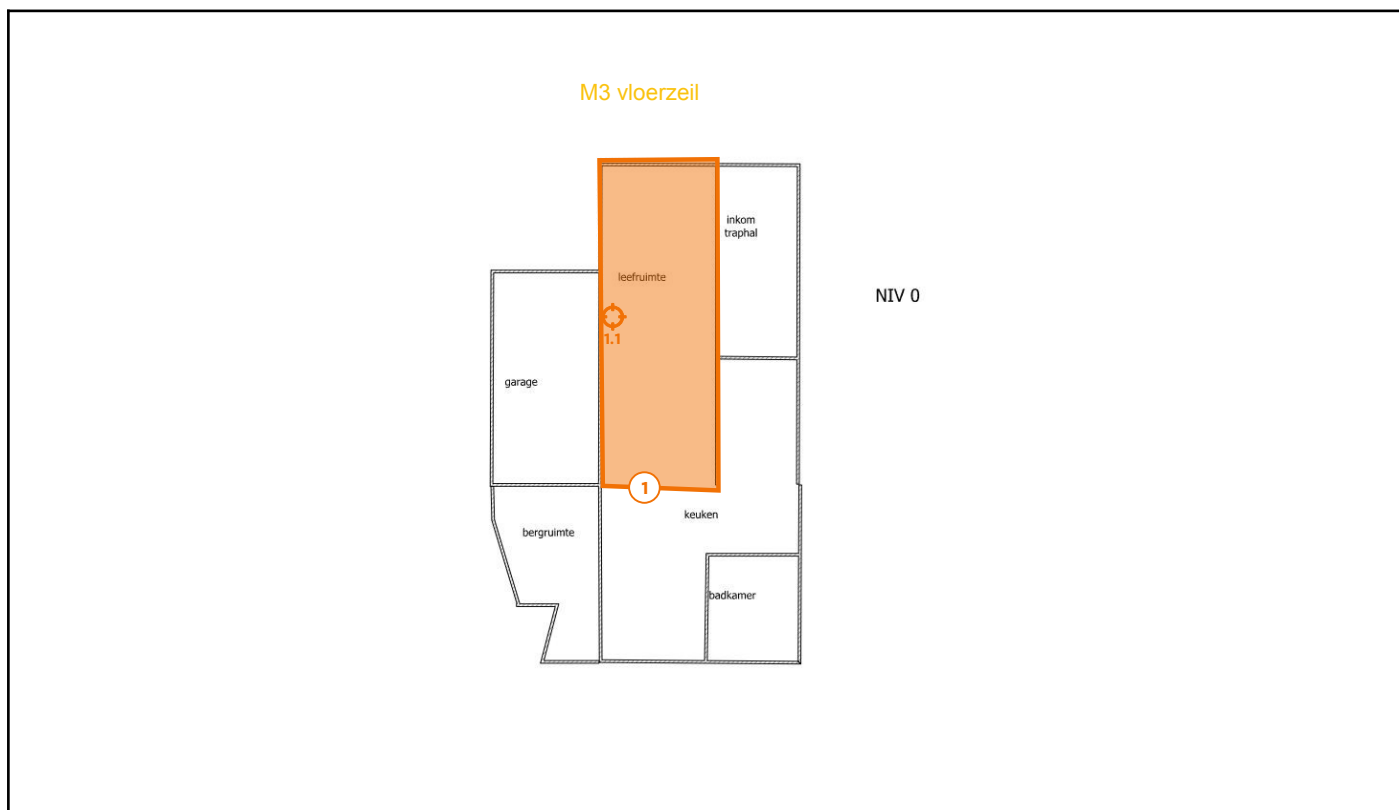 M3 vloerzeil
inkom
traphal
leefruimte
NIV 0
1.1
garage
1
keuken
bergruimte
badkamer